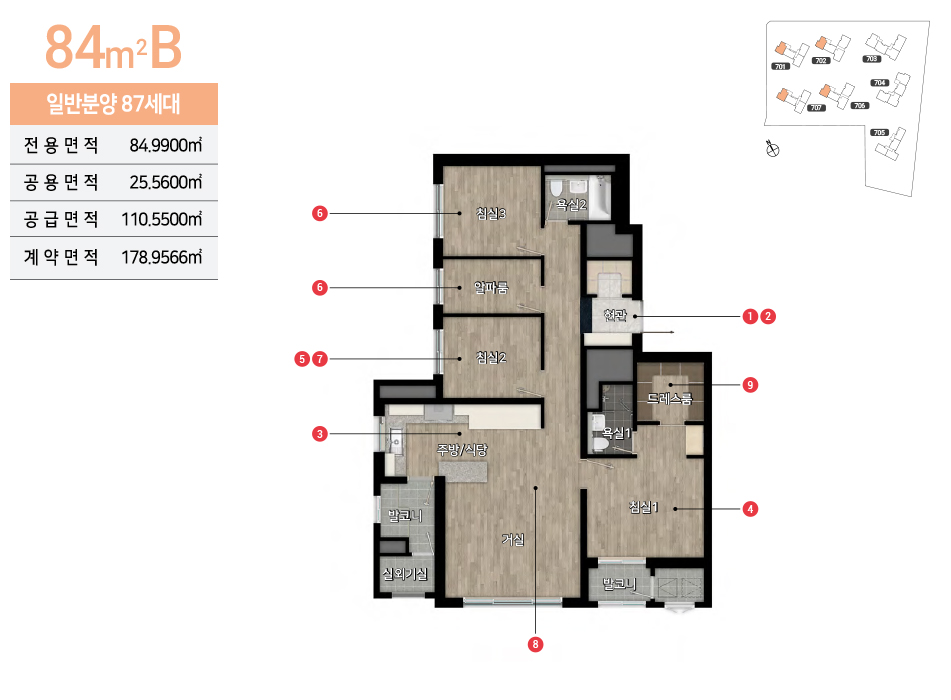 84m²B
일반분양 87세대
전용면적 84.9900㎡
공용면적 25.5600㎡
공급면적 110.5500㎡
계약면적 178.9566㎡
701
702
703
704
707
706
705
침실3
욕실2
6
알파룸
6
현관
1 2
침실2
5 7
9
드레스룸
3
주방/식당
욕실1
침실1
4
발코니
거실
실외기실
발코니
8